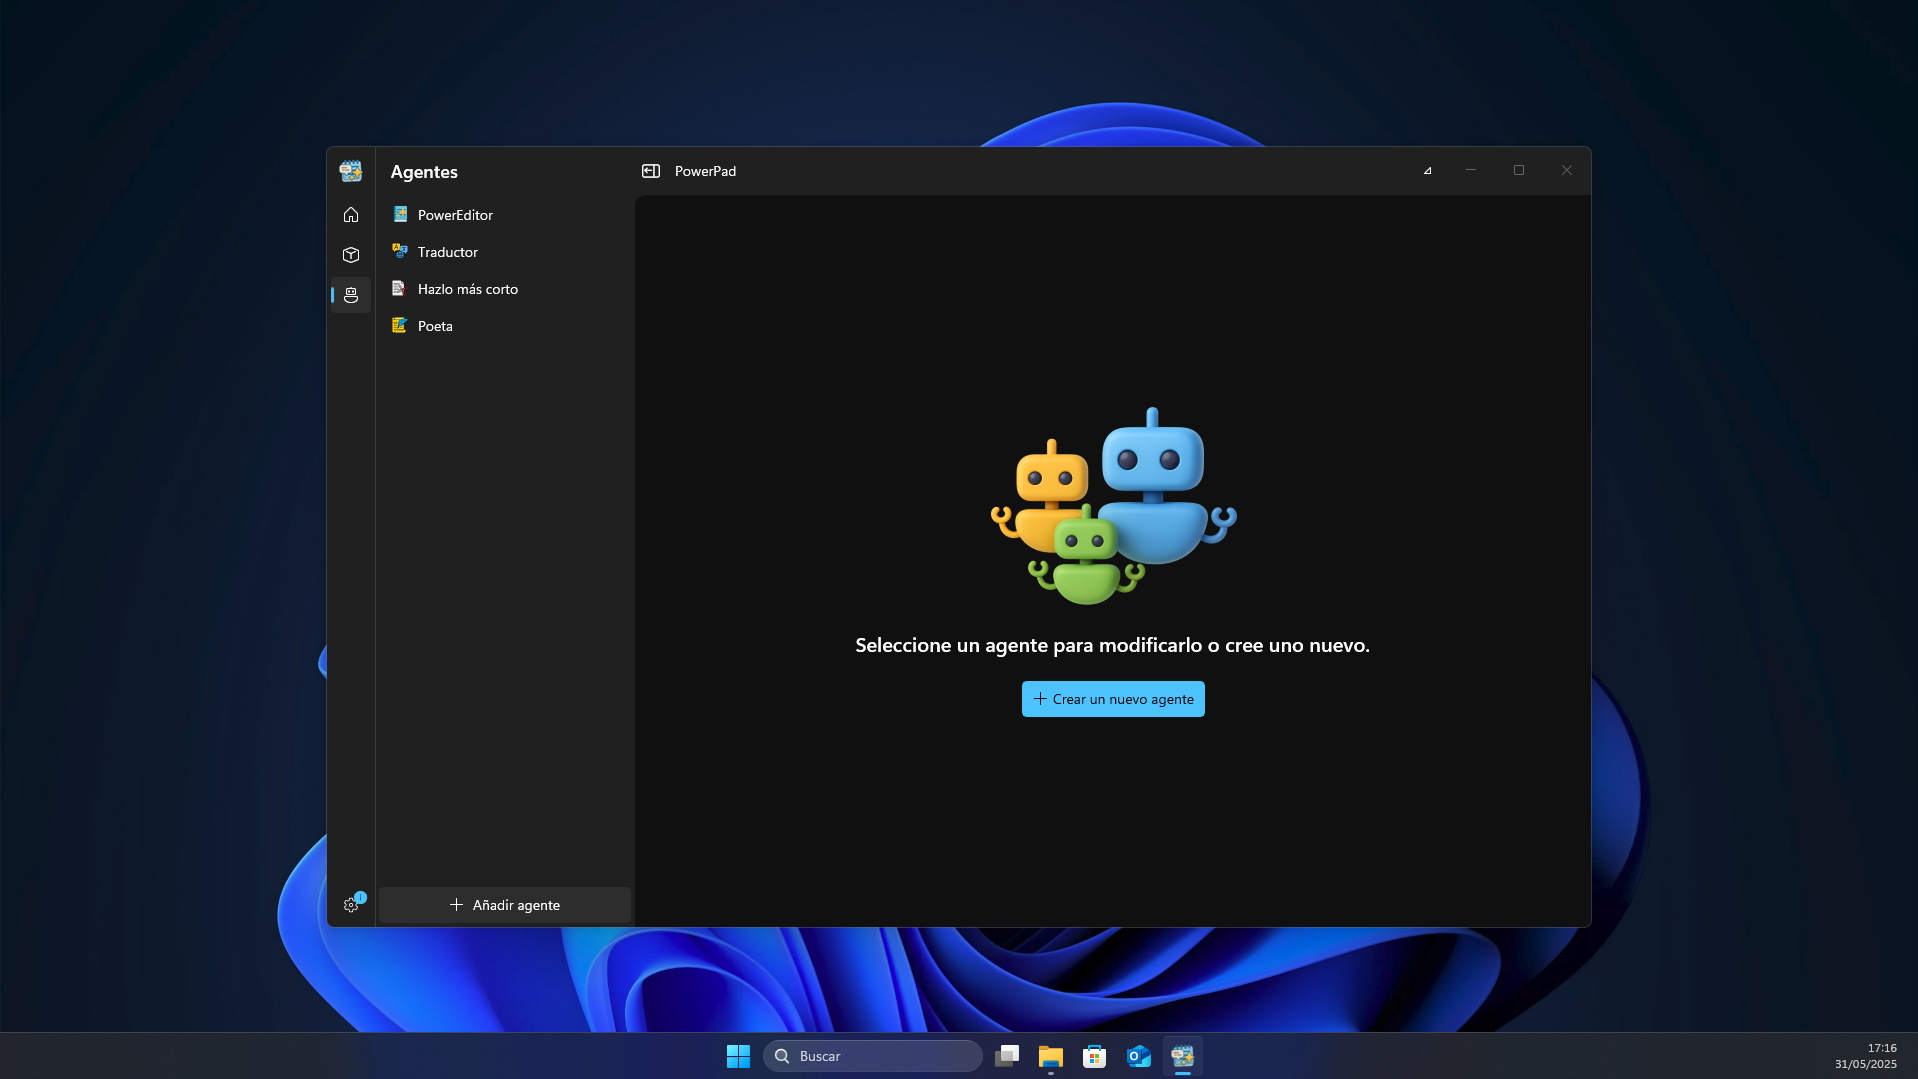 Agentes
PowerPad
PowerEditor
Traductor
Hazlo más corto
Poeta
Seleccione un agente para modificarlo o cree uno nuevo.
Crear un nuevo agente
Añadir agente
Buscar
17:16
31/05/2025